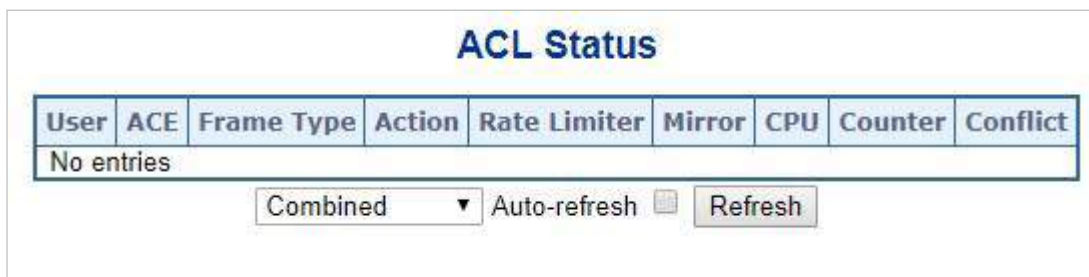 ACL Status
User ACE Frame Type Action Rate Limiter Mirror CPU Counter Conflict
No entries
Combined Auto-refresh Refresh